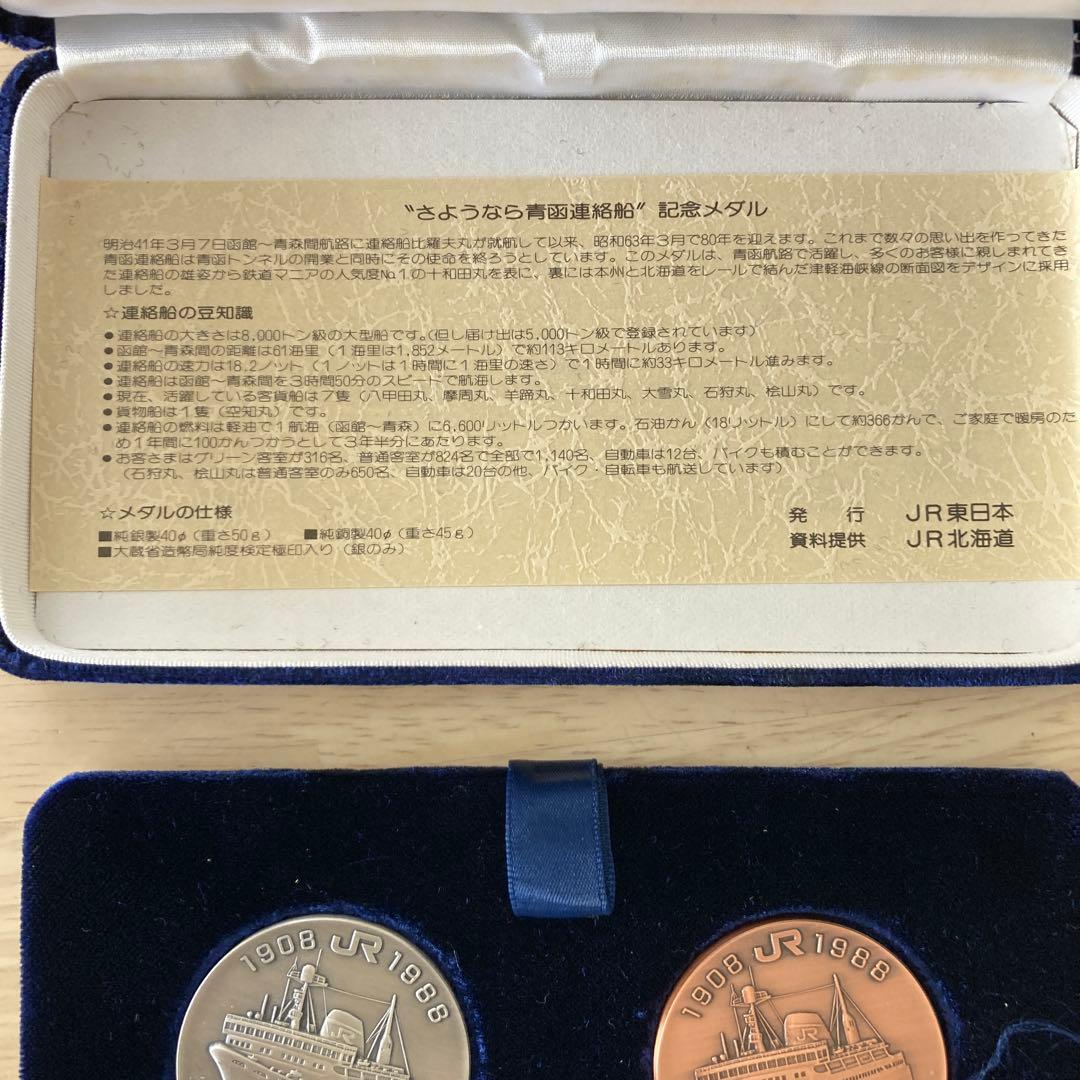 “さようなら青函連絡船”記念メダル
明治41年3月7日函館〜青森間航路に連絡船比羅夫丸が就航して以来、昭和63年3月で80年を迎えます。これまで数々の思い出を作ってきた
青函連絡船は青函トンネルの開業と同時にその使命を終ろうとしています。このメダルは、青函航路で活躍し、多くのお客様に親しまれてき
た連絡船の雄姿から鉄道マニアの人気度No.1の十和田丸を表に、裏には本州と北海道をレールで結んだ津軽海峡線の断面図をデザインに採用
しました。
☆連絡船の豆知識
●連絡船の大きさは8,000トン級の大型船です。(但し届け出は5,000トン級で登録されています)
●函館〜青森間の距離は61海里（1海里は1,852メートル）で約113キロメートルあります。
●連絡船の速力は18.2ノット（1ノットは1時間に1海里の速さ）で1時間に約33キロメートル進みます。
●連絡船は函館〜青森間を3時間50分のスピードで航海します。
●現在、活躍している客貨船は7隻（八甲田丸、摩周丸、羊蹄丸、十和田丸、大雪丸、石狩丸、桧山丸）です。
●貨物船は1隻（空知丸）です。
●連絡船の燃料は軽油で1航海（函館〜青森）に6,600リットルつかいます。石油かん（18リットル）にして約366かんで、ご家庭で暖房のた
め1年間に100かんつかうとして3年半分にあたります。
●お客さまはグリーン客室が316名、普通客室が824名で全部で1,140名、自動車は12台、バイクも積むことができます。
（石狩丸、桧山丸は普通客室のみ650名、自動車は20台の他、バイク・自転車も航送しています）
☆メダルの仕様
■純銀製40φ（重さ50g） ■純銅製40φ（重さ45g）
■大蔵省造幣局純度検定極印入り（銀のみ）
発行 JR東日本
資料提供 JR北海道
1908 JR 1988
JR
1908 JR 1988
JR